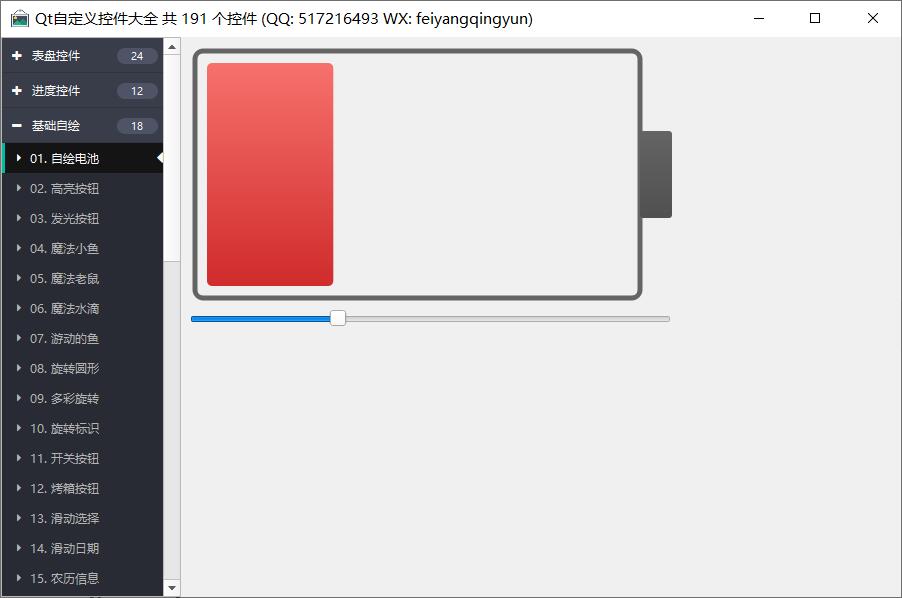 Qt自定义控件大全 共 191 个控件 (QQ: 517216493 WX: feiyangqingyun)
表盘控件 24
进度控件 12
基础自绘 18
01. 自绘电池
02. 高亮按钮
03. 发光按钮
04. 魔法小鱼
05. 魔法老鼠
06. 魔法水滴
07. 游动的鱼
08. 旋转圆形
09. 多彩旋转
10. 旋转标识
11. 开关按钮
12. 烤箱按钮
13. 滑动选择
14. 滑动日期
15. 农历信息